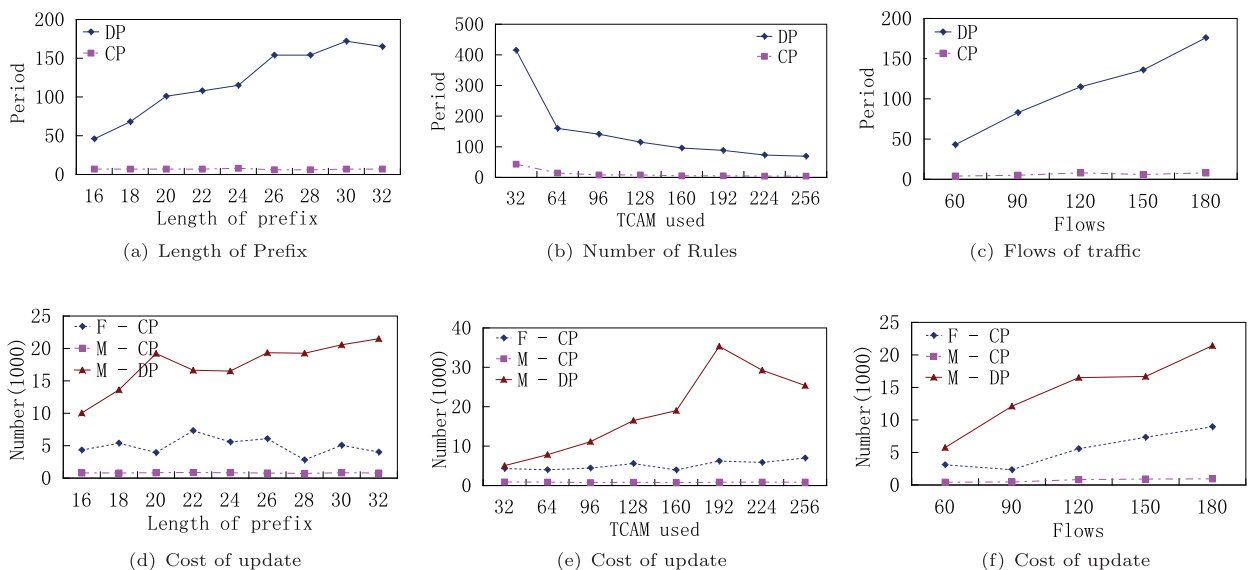 200
150
100
50
0
Period
DP
CP
16 18 20 22 24 26 28 30 32
Length of prefix
(a) Length of Prefix
500
400
300
200
100
0
Period
DP
CP
32 64 96 128 160 192 224 256
TCAM used
(b) Number of Rules
200
150
100
50
0
Period
DP
CP
60 90 120 150 180
Flows
(c) Flows of traffic
25
20
15
10
5
0
Number(1000)
F - CP
M - CP
M - DP
16 18 20 22 24 26 28 30 32
Length of prefix
(d) Cost of update
40
30
20
10
0
Number(1000)
F - CP
M - CP
M - DP
32 64 96 128 160 192 224 256
TCAM used
(e) Cost of update
25
20
15
10
5
0
Number(1000)
F - CP
M - CP
M - DP
60 90 120 150 180
Flows
(f) Cost of update